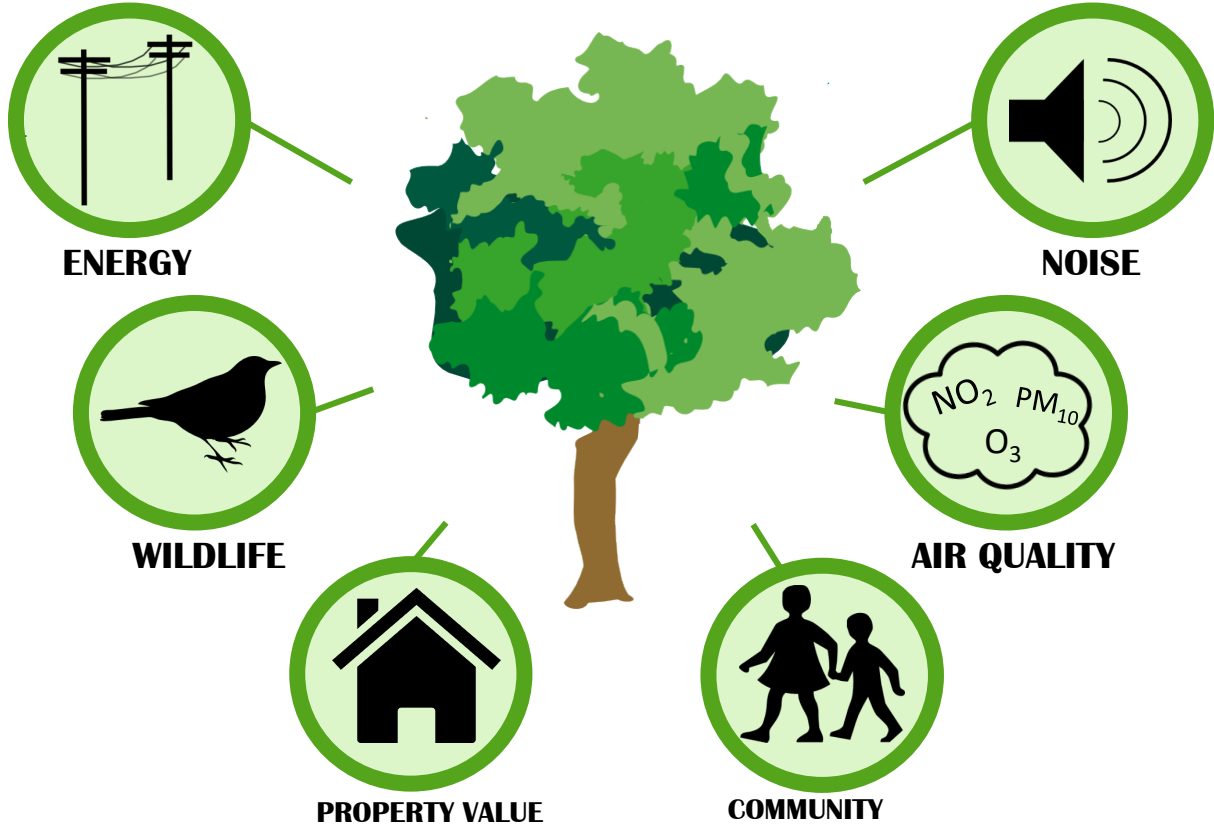 ENERGY
NOISE
NO₂ PM₁₀
O₃
WILDLIFE
AIR QUALITY
PROPERTY VALUE
COMMUNITY